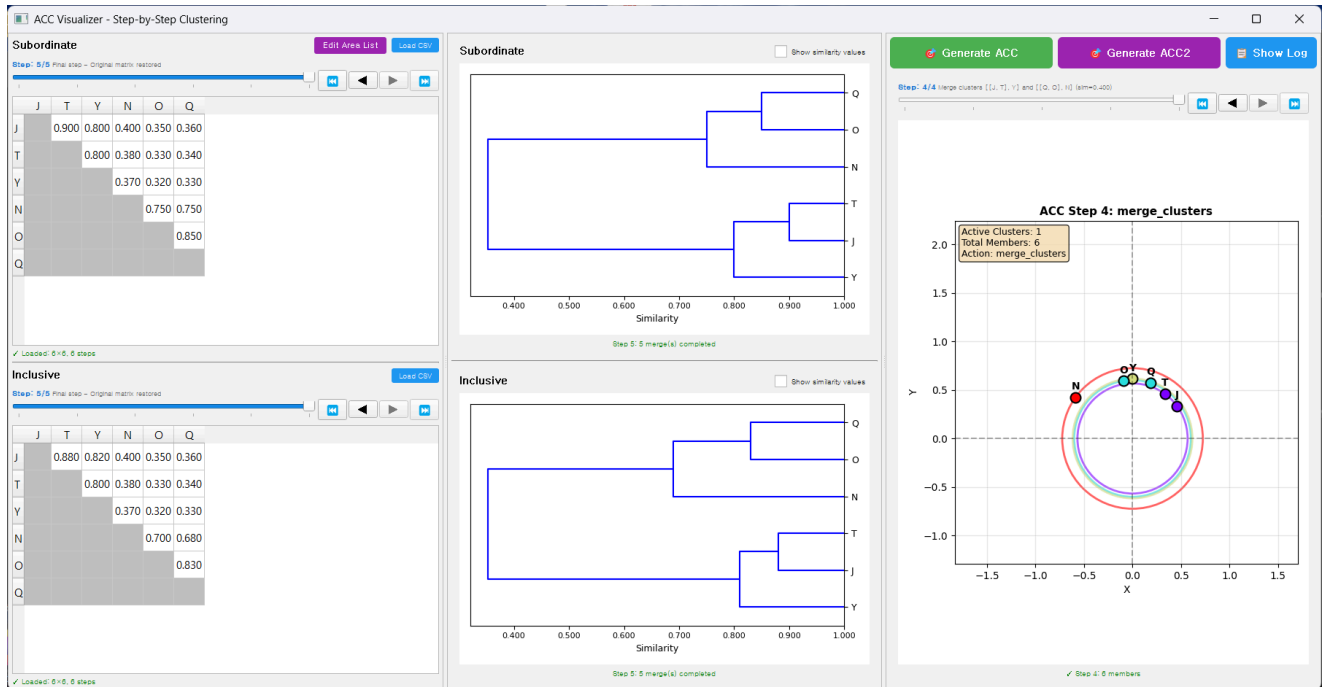 ACC Visualizer - Step-by-Step Clustering
Subordinate
Edit Area List
Load CSV
Step: 5/5 Final step - Original matrix restored
J T Y N O Q
J 0.900 0.800 0.400 0.350 0.360
T 0.800 0.380 0.330 0.340
Y 0.370 0.320 0.330
N 0.750 0.750
O 0.850
Q
✓ Loaded: 6×6, 6 steps
Inclusive
Load CSV
Step: 5/5 Final step - Original matrix restored
J T Y N O Q
J 0.880 0.820 0.400 0.350 0.360
T 0.800 0.380 0.330 0.340
Y 0.370 0.320 0.330
N 0.700 0.680
O 0.830
Q
✓ Loaded: 6×6, 6 steps
Subordinate
Show similarity values
Q
O
N
T
J
Y
0.400 0.500 0.600 0.700 0.800 0.900 1.000
Similarity
Step 5: 5 merge(s) completed
Inclusive
Show similarity values
Q
O
N
T
J
Y
0.400 0.500 0.600 0.700 0.800 0.900 1.000
Similarity
Step 5: 5 merge(s) completed
Generate ACC
Generate ACC2
Show Log
Step: 4/4 Merge clusters [[J, T], Y] and [[Q, O], N] (sim=0.400)
ACC Step 4: merge_clusters
Active Clusters: 1
Total Members: 6
Action: merge_clusters
2.0
1.5
1.0
0.5
0.0
−0.5
−1.0
Y
N
O
Y
Q
T
J
−1.5 −1.0 −0.5 0.0 0.5 1.0 1.5
X
✓ Step 4: 6 members